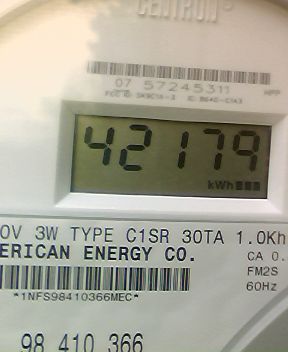 CENTRON
07 57245311
42179
kWh
0V 3W TYPE C1SR 30TA 1.0Kh
ERICAN ENERGY CO.
CA 0.
FM2S
60Hz
*1NFS98410366MEC*
98 410 366